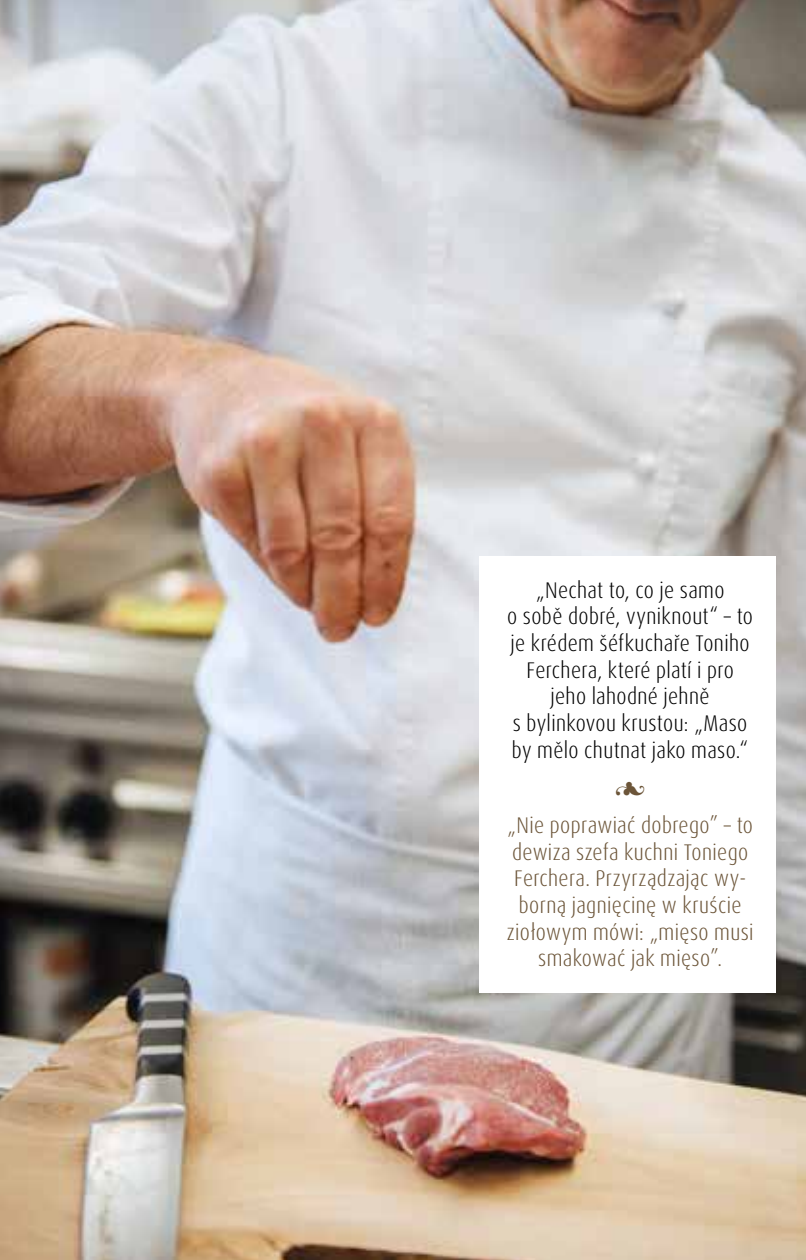 „Nechat to, co je samo
o sobě dobré, vyniknout“ – to
je krédem šéfkuchaře Toniho
Ferchera, které platí i pro
jeho lahodné jehně
s bylinkovou krustou: „Maso
by mělo chutnat jako maso.“
„Nie poprawiać dobrego” – to
dewiza szefa kuchni Toniego
Ferchera. Przyrządzając wy-
borną jagnięcinę w kruście
ziołowym mówi: „mięso musi
smakować jak mięso”.